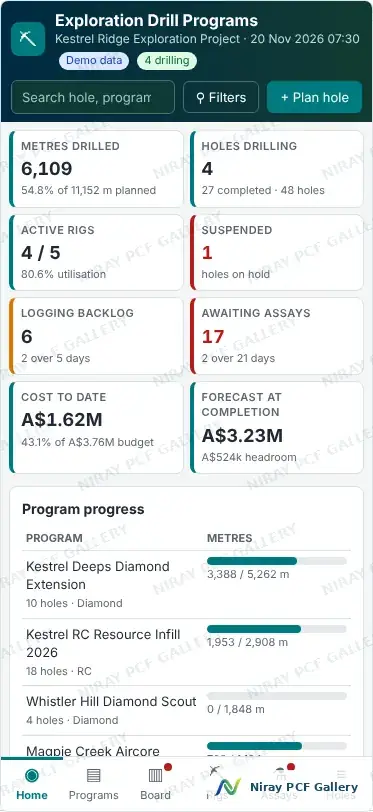 Exploration Drill Programs
Kestrel Ridge Exploration Project · 20 Nov 2026 07:30
Demo data
4 drilling
Search hole, program
Filters
+ Plan hole
METRES DRILLED
6,109
54.8% of 11,152 m planned
HOLES DRILLING
4
27 completed · 48 holes
ACTIVE RIGS
4 / 5
80.6% utilisation
SUSPENDED
1
holes on hold
LOGGING BACKLOG
6
2 over 5 days
AWAITING ASSAYS
17
2 over 21 days
COST TO DATE
A$1.62M
43.1% of A$3.76M budget
FORECAST AT
COMPLETION
A$3.23M
A$524k headroom
Program progress
PROGRAM
METRES
Kestrel Deeps Diamond
Extension
10 holes · Diamond
3,388 / 5,262 m
Kestrel RC Resource Infill
2026
18 holes · RC
1,953 / 2,908 m
Whistler Hill Diamond Scout
4 holes · Diamond
0 / 1,848 m
Magpie Creek Aircore
Home
Programs
Board
Assays
Holes
Niray PCF Gallery
NIRAY PCF GALLERY